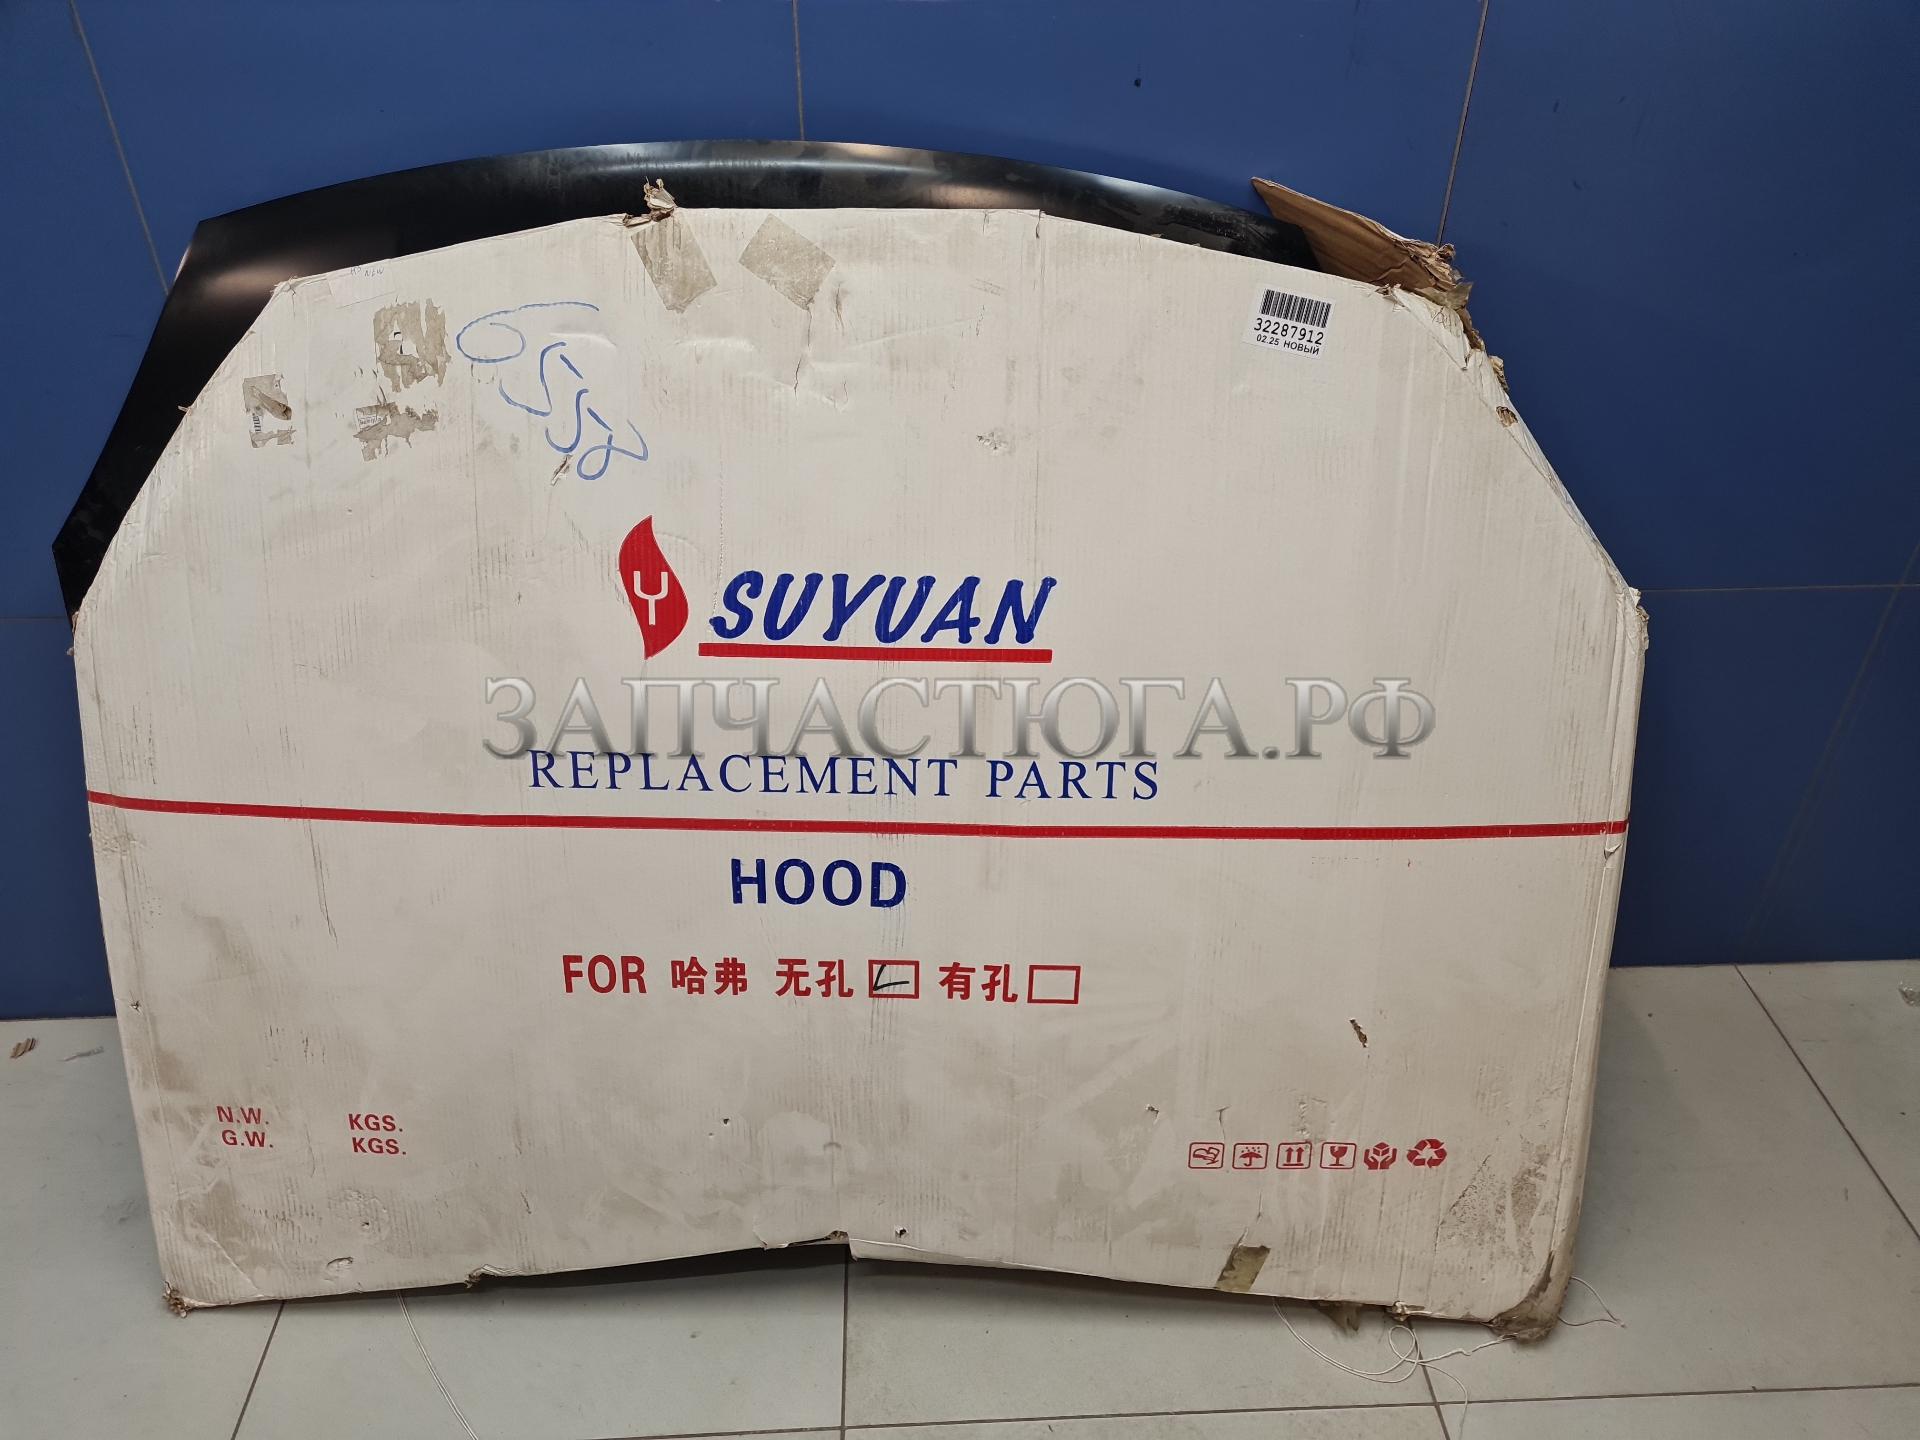 32287912
02.25 НОВЫЙ
Y SUYUAN
ЗАПЧАСТЮГА.РФ
REPLACEMENT PARTS
HOOD
FOR 哈弗 无孔 有孔
N.W. KGS.
G.W. KGS.